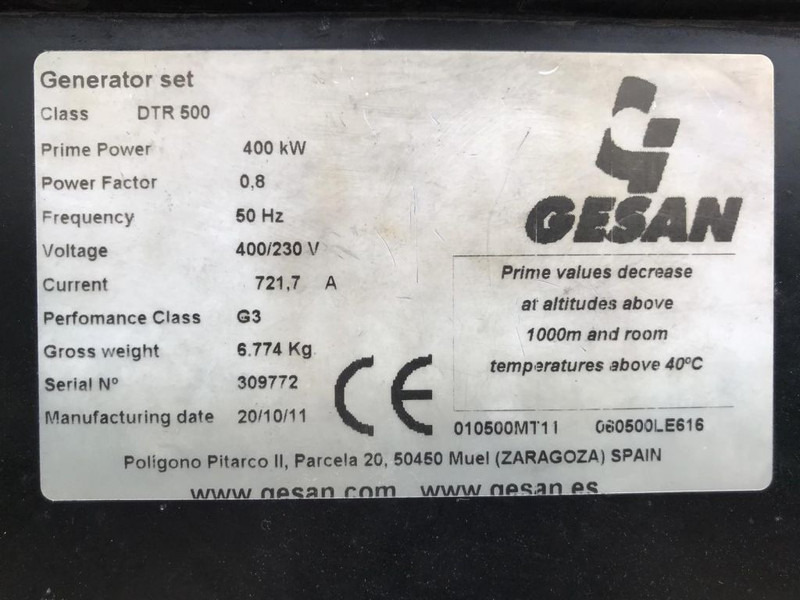 Generator set
Class DTR 500
Prime Power 400 kW
Power Factor 0,8
Frequency 50 Hz
Voltage 400/230 V
Current 721,7 A
Perfomance Class G3
Gross weight 6.774 Kg
Serial Nº 309772
Manufacturing date 20/10/11
CE
GESAN
Prime values decrease
at altitudes above
1000m and room
temperatures above 40ºC
010500MT11 060500LE616
Polígono Pitarco II, Parcela 20, 50450 Muel (ZARAGOZA) SPAIN
www.gesan.com www.gesan.es